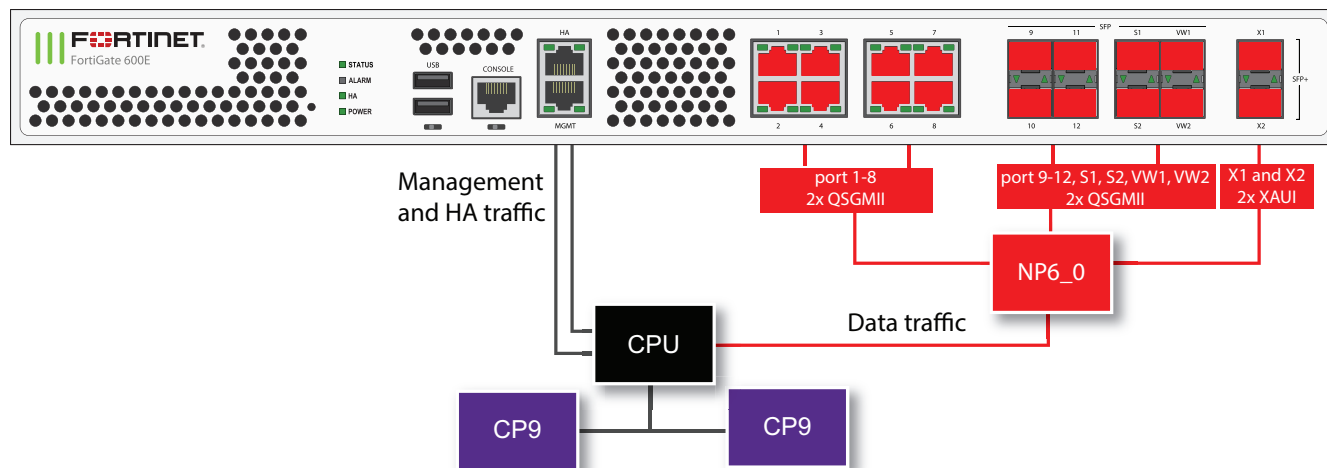 FORTINET
FortiGate 600E
STATUS
ALARM
HA
POWER
USB
CONSOLE
HA
MGMT
1 3
2 4
5 7
6 8
SFP
9 11 S1 VW1
10 12 S2 VW2
X1
X2
SFP+
Management
and HA traffic
port 1-8
2x QSGMII
port 9-12, S1, S2, VW1, VW2
2x QSGMII
X1 and X2
2x XAUI
NP6_0
Data traffic
CPU
CP9
CP9